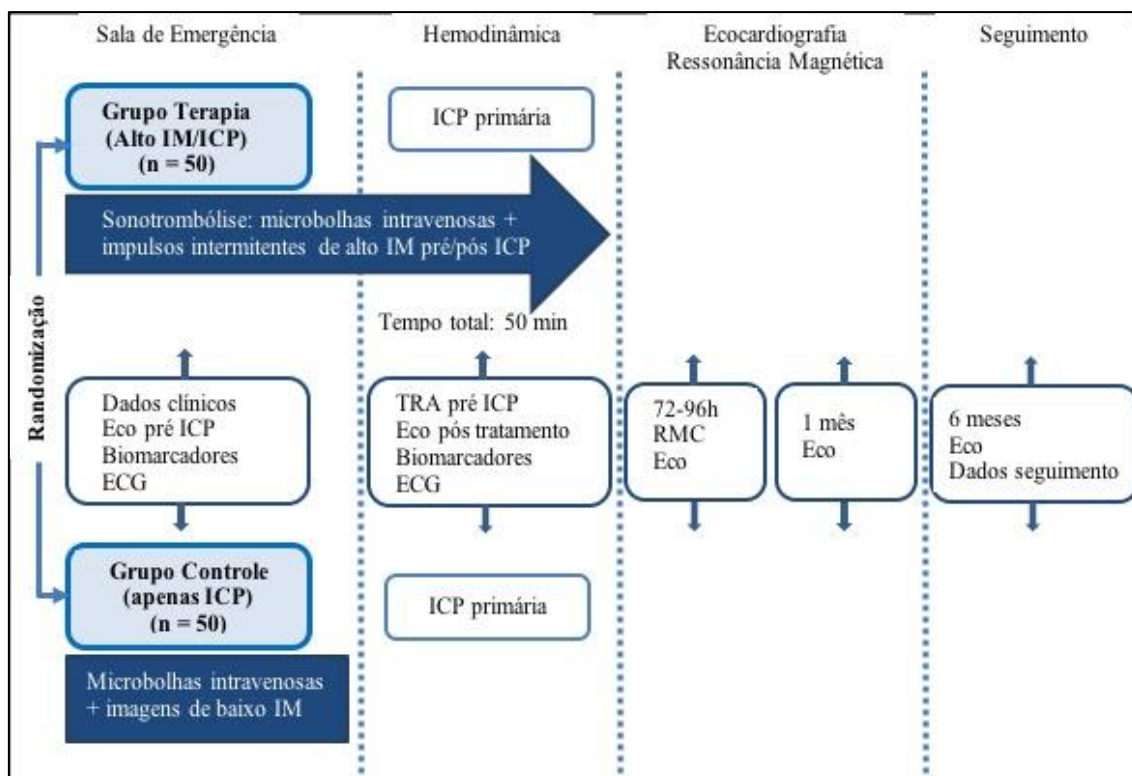 Sala de Emergência
Hemodinâmica
Ecocardiografia
Ressonância Magnética
Seguimento
Randomização
Grupo Terapia
(Alto IM/ICP)
(n = 50)
ICP primária
Sonotrombólise: microbolhas intravenosas +
impulsos intermitentes de alto IM pré/pós ICP
Tempo total: 50 min
Dados clínicos
Eco pré ICP
Biomarcadores
ECG
TRA pré ICP
Eco pós tratamento
Biomarcadores
ECG
72-96h
RMC
Eco
1 mês
Eco
6 meses
Eco
Dados seguimento
Grupo Controle
(apenas ICP)
(n = 50)
ICP primária
Microbolhas intravenosas
+ imagens de baixo IM